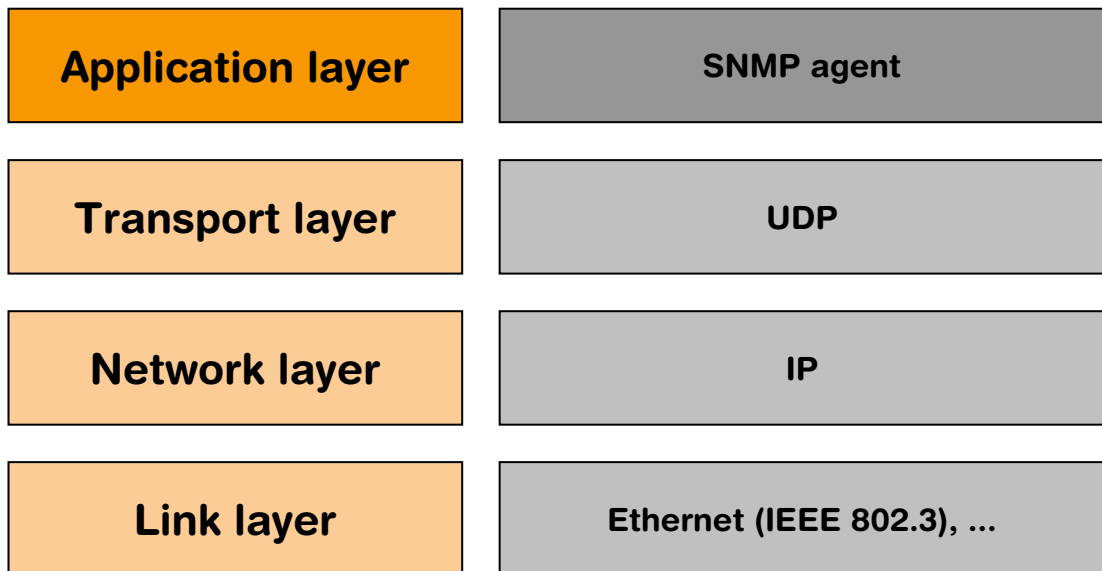 Application layer
SNMP agent
Transport layer
UDP
Network layer
IP
Link layer
Ethernet (IEEE 802.3), ...